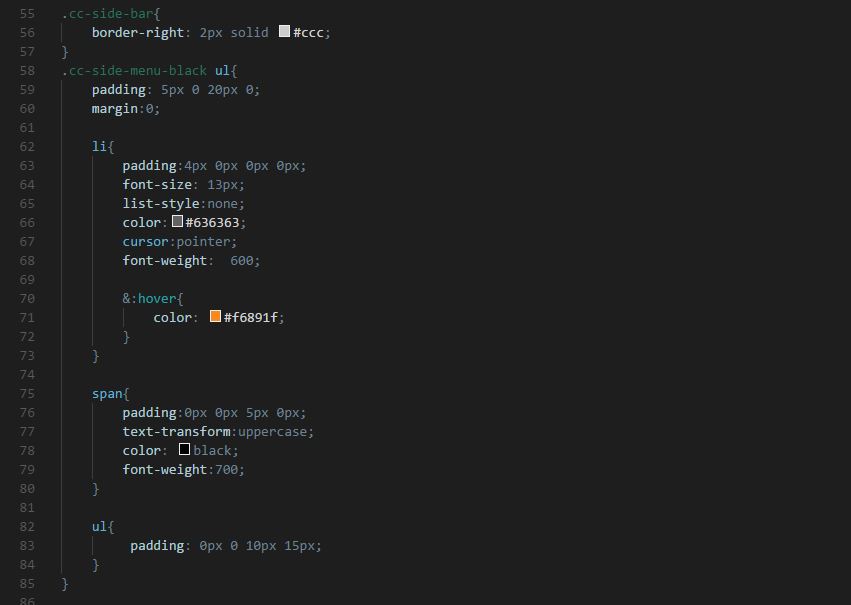 55 .cc-side-bar{
56 border-right: 2px solid #ccc;
57 }
58 .cc-side-menu-black ul{
59 padding: 5px 0 20px 0;
60 margin:0;
61
62 li{
63 padding:4px 0px 0px 0px;
64 font-size: 13px;
65 list-style:none;
66 color:#636363;
67 cursor:pointer;
68 font-weight:  600;
69
70 &:hover{
71 color: #f6891f;
72 }
73 }
74
75 span{
76 padding:0px 0px 5px 0px;
77 text-transform:uppercase;
78 color: black;
79 font-weight:700;
80 }
81
82 ul{
83 padding: 0px 0 10px 15px;
84 }
85 }
86